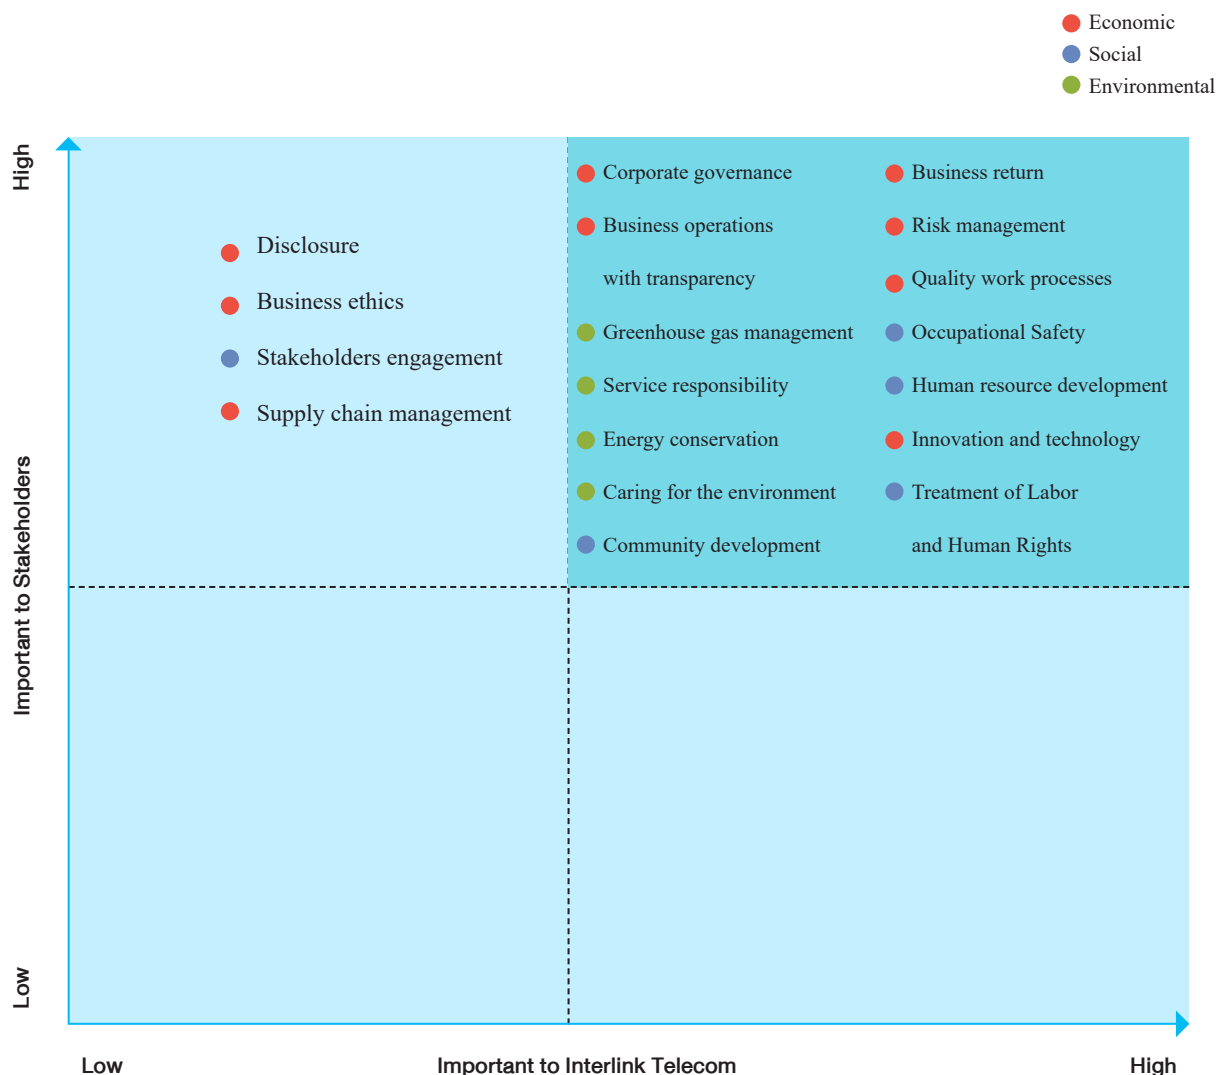 Economic
Social
Environmental
High
Important to Stakeholders
Low
Disclosure
Business ethics
Stakeholders engagement
Supply chain management
Corporate governance
Business operations
with transparency
Greenhouse gas management
Service responsibility
Energy conservation
Caring for the environment
Community development
Business return
Risk management
Quality work processes
Occupational Safety
Human resource development
Innovation and technology
Treatment of Labor
and Human Rights
Low
Important to Interlink Telecom
High